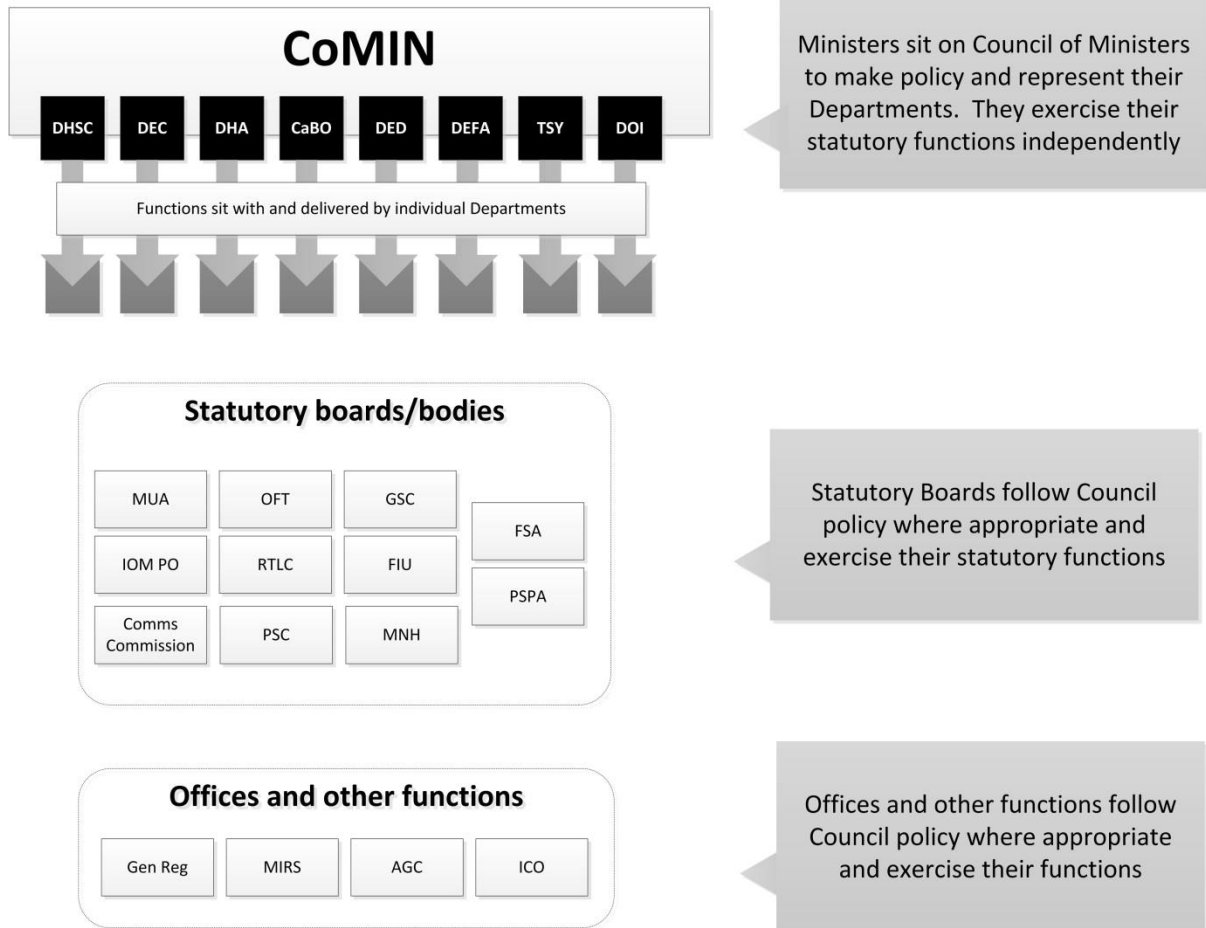 CoMIN
DHSC
DEC
DHA
CaBO
DED
DEFA
TSY
DOI
Functions sit with and delivered by individual Departments
Ministers sit on Council of Ministers
to make policy and represent their
Departments. They exercise their
statutory functions independently
Statutory boards/bodies
MUA
OFT
GSC
FSA
IOM PO
RTLC
FIU
PSPA
Comms
Commission
PSC
MNH
Statutory Boards follow Council
policy where appropriate and
exercise their statutory functions
Offices and other functions
Gen Reg
MIRS
AGC
ICO
Offices and other functions follow
Council policy where appropriate
and exercise their functions